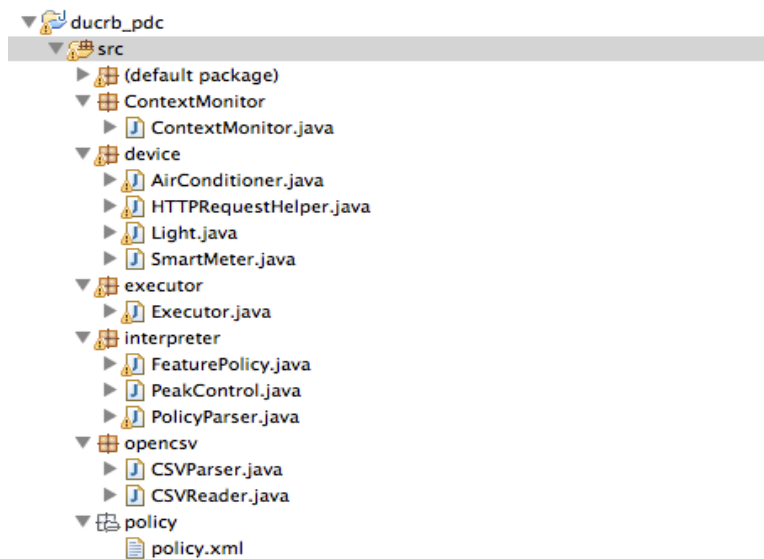 ducrb_pdc
src
(default package)
ContextMonitor
ContextMonitor.java
device
AirConditioner.java
HTTPRequestHelper.java
Light.java
SmartMeter.java
executor
Executor.java
interpreter
FeaturePolicy.java
PeakControl.java
PolicyParser.java
opencsv
CSVParser.java
CSVReader.java
policy
policy.xml